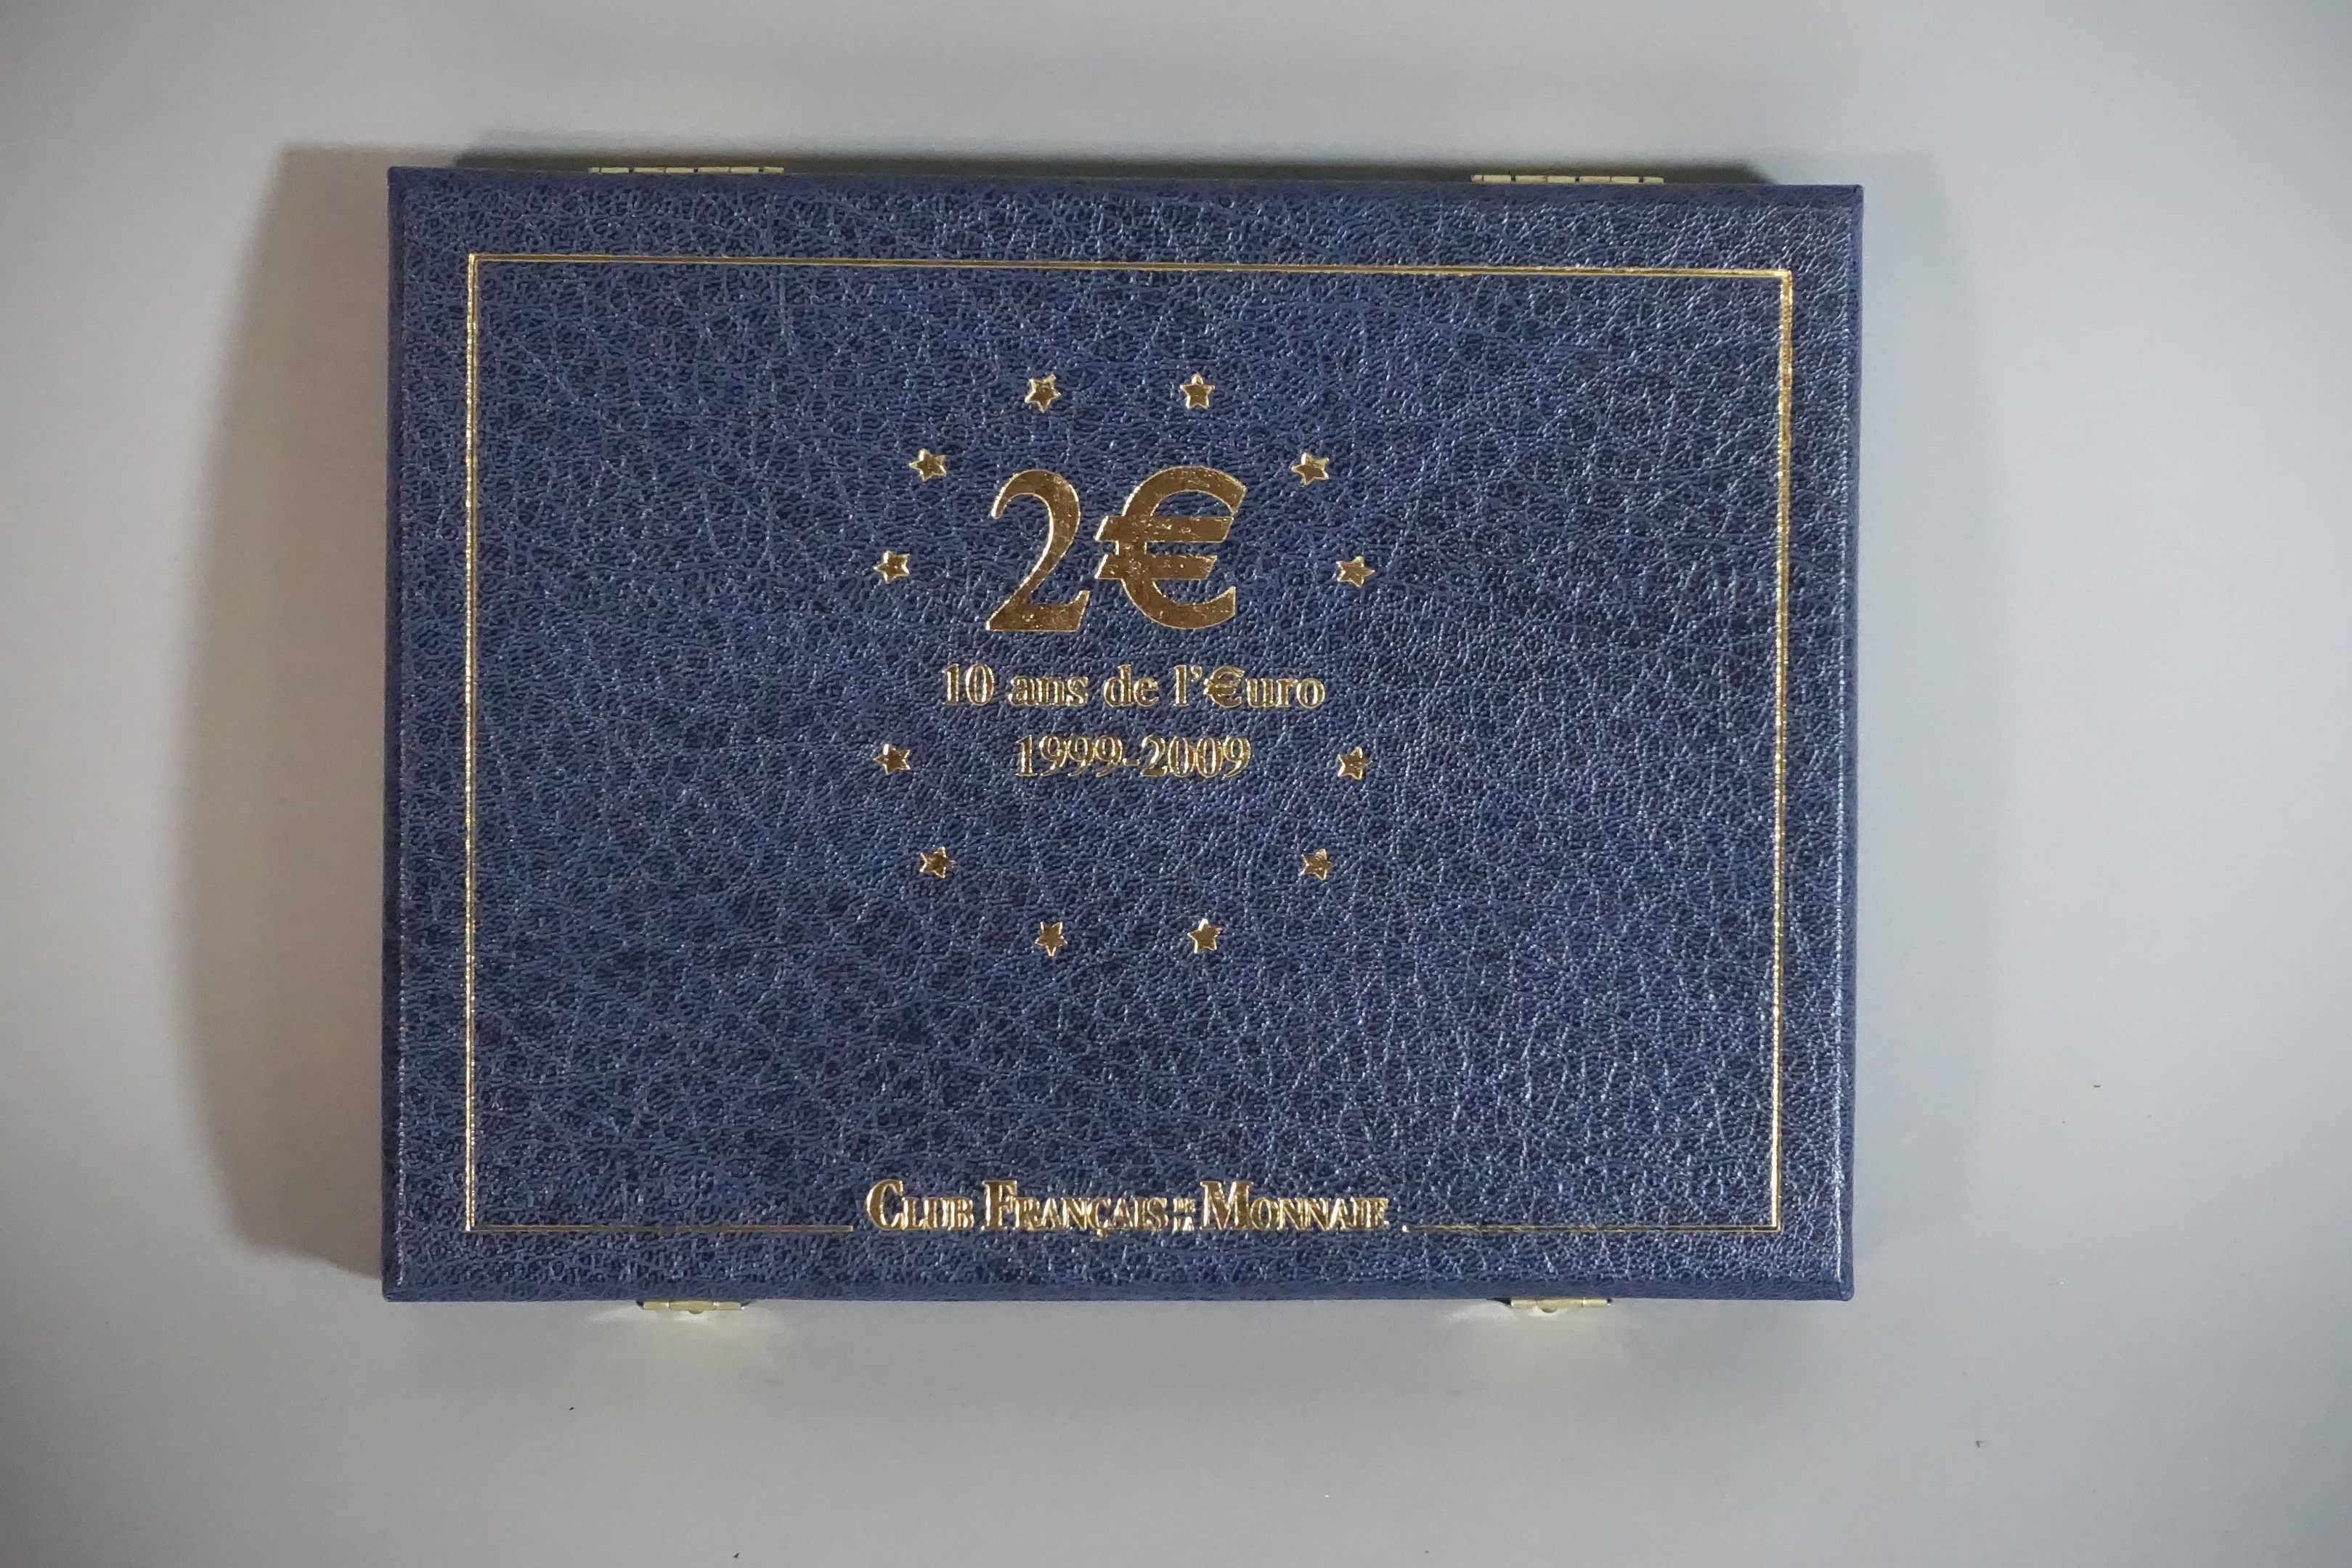 2€
10 ans de l'€uro
1999-2009
CLUB FRANÇAIS DE LA MONNAIE